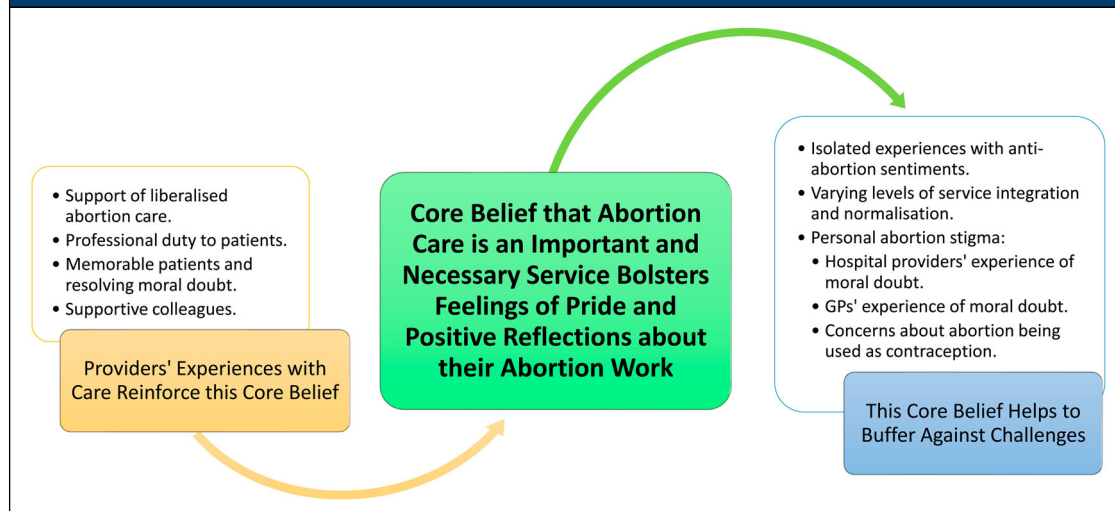 • Support of liberalised
abortion care.
• Professional duty to patients.
• Memorable patients and
resolving moral doubt.
• Supportive colleagues.
Providers' Experiences with
Care Reinforce this Core Belief
Core Belief that Abortion
Care is an Important and
Necessary Service Bolsters
Feelings of Pride and
Positive Reflections about
their Abortion Work
• Isolated experiences with anti-
abortion sentiments.
• Varying levels of service integration
and normalisation.
• Personal abortion stigma:
• Hospital providers' experience of
moral doubt.
• GPs' experience of moral doubt.
• Concerns about abortion being
used as contraception.
This Core Belief Helps to
Buffer Against Challenges